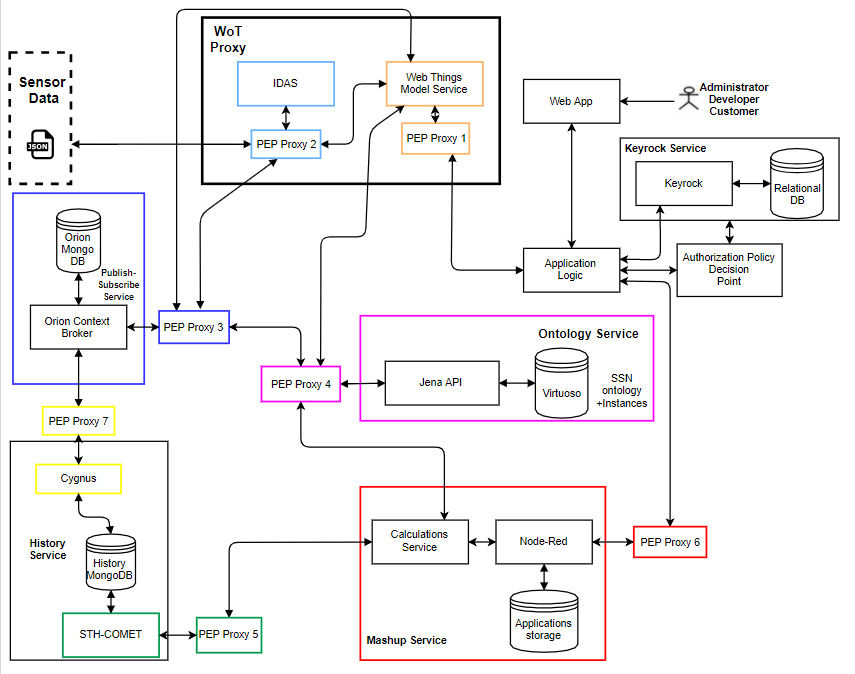 WoT
Proxy
Sensor
Data
JSON
IDAS
Web Things
Model Service
PEP Proxy 2
PEP Proxy 1
Web App
Administrator
Developer
Customer
Keyrock Service
Keyrock
Relational
DB
Orion
Mongo
DB
Publish-
Subscribe
Service
Orion Context
Broker
PEP Proxy 3
Application
Logic
Authorization Policy
Decision
Point
Ontology Service
PEP Proxy 4
Jena API
Virtuoso
SSN
ontology
+Instances
PEP Proxy 7
Cygnus
History
Service
History
MongoDB
STH-COMET
PEP Proxy 5
Calculations
Service
Node-Red
PEP Proxy 6
Applications
storage
Mashup Service